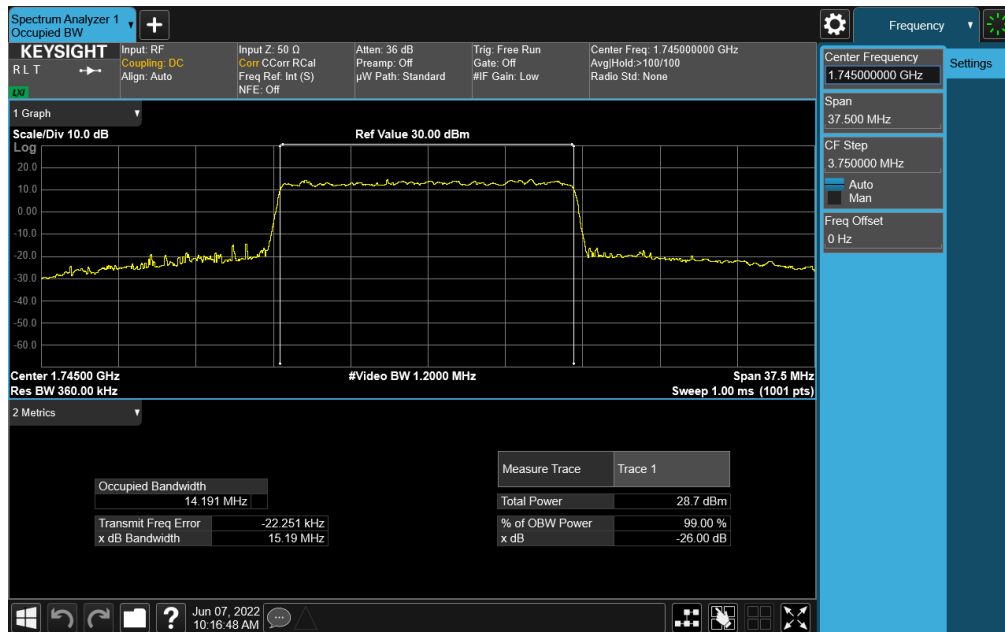 Spectrum Analyzer 1
Occupied BW
Frequency
KEYSIGHT
R L T
LXI
Input: RF
Coupling: DC
Align: Auto
Input Z: 50 Ω
Corr CCorr RCal
Freq Ref: Int (S)
NFE: Off
Atten: 36 dB
Preamp: Off
µW Path: Standard
Trig: Free Run
Gate: Off
#IF Gain: Low
Center Freq: 1.745000000 GHz
Avg|Hold:>100/100
Radio Std: None
Center Frequency
1.745000000 GHz
Settings
Span
37.500 MHz
CF Step
3.750000 MHz
Auto
Man
Freq Offset
0 Hz
1 Graph
Scale/Div 10.0 dB
Ref Value 30.00 dBm
Log
20.0
10.0
0.00
-10.0
-20.0
-30.0
-40.0
-50.0
-60.0
Center 1.74500 GHz
#Video BW 1.2000 MHz
Span 37.5 MHz
Res BW 360.00 kHz
Sweep 1.00 ms (1001 pts)
2 Metrics
Occupied Bandwidth
14.191 MHz
Transmit Freq Error -22.251 kHz
x dB Bandwidth 15.19 MHz
Measure Trace Trace 1
Total Power 28.7 dBm
% of OBW Power 99.00 %
x dB -26.00 dB
?
Jun 07, 2022
10:16:48 AM